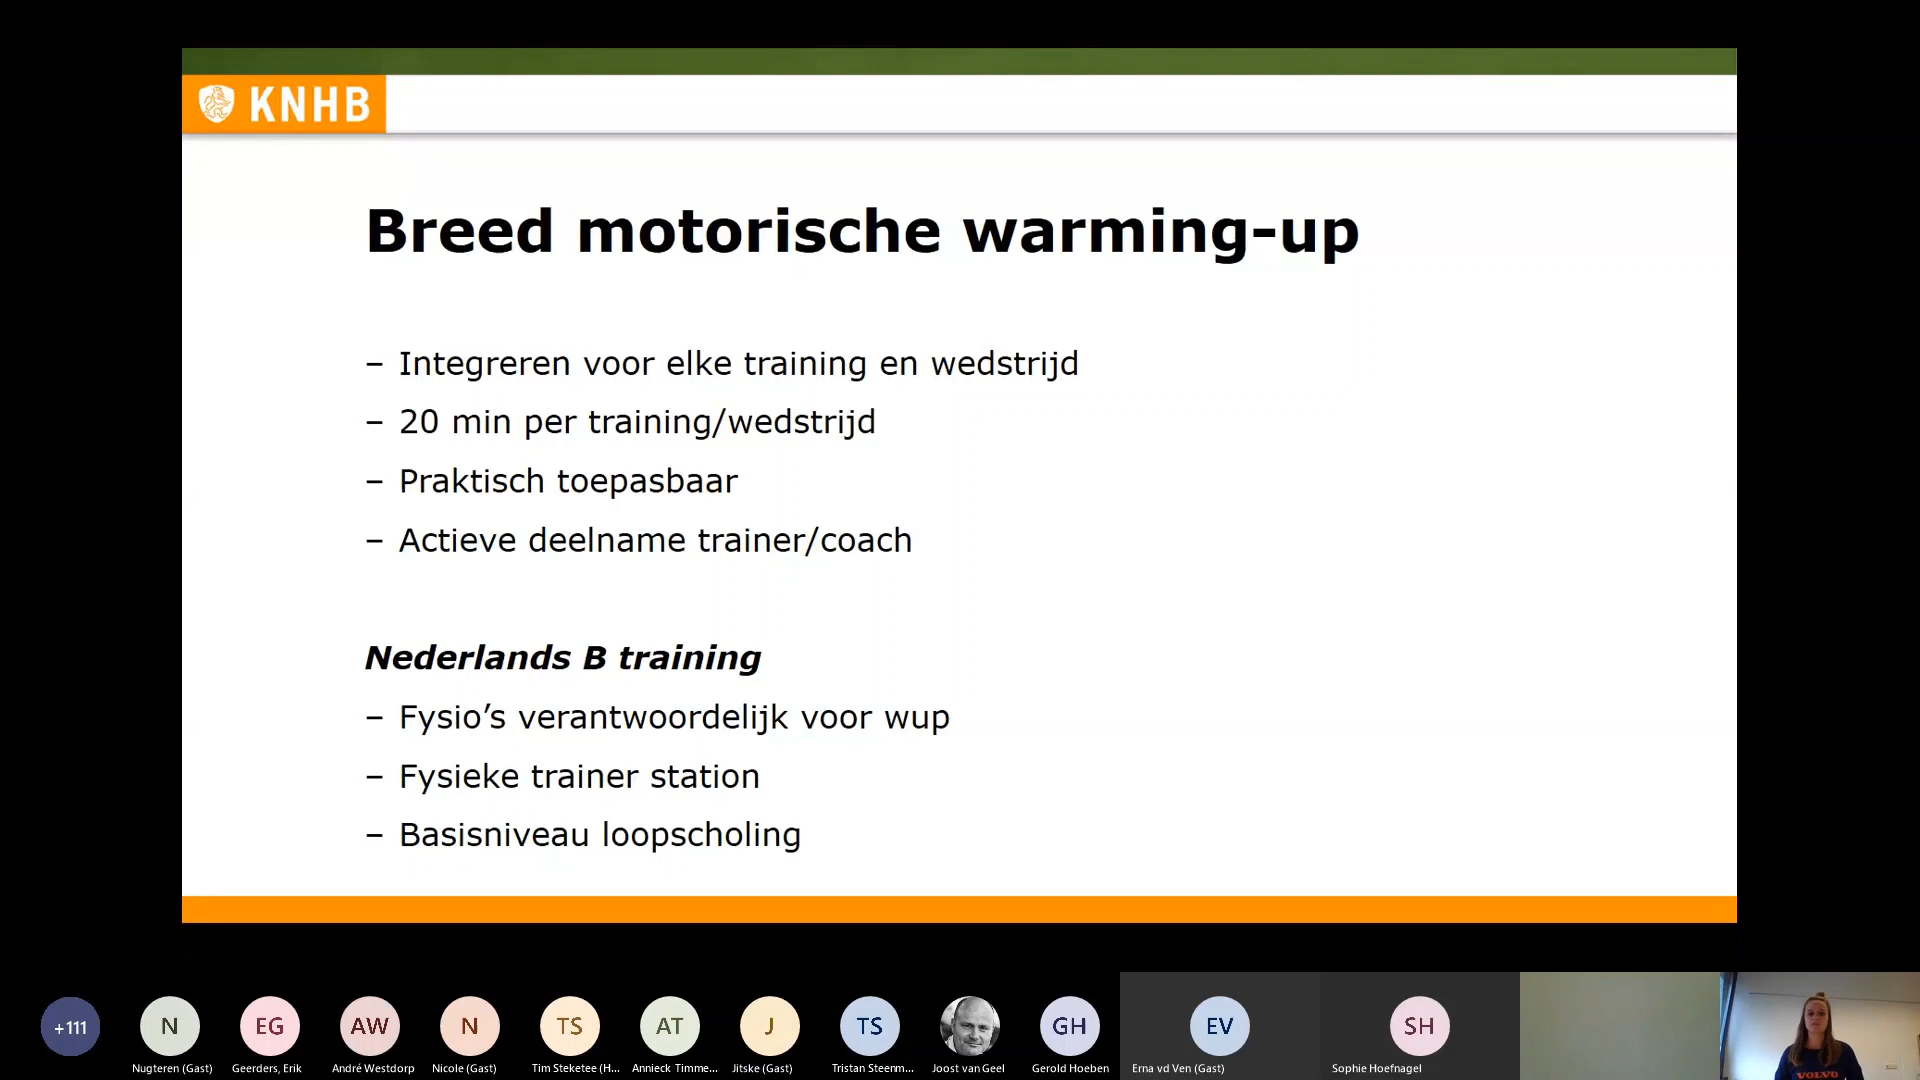 KNHB
Breed motorische warming-up
– Integreren voor elke training en wedstrijd
– 20 min per training/wedstrijd
– Praktisch toepasbaar
– Actieve deelname trainer/coach
Nederlands B training
– Fysio’s verantwoordelijk voor wup
– Fysieke trainer station
– Basisniveau loopscholing
+111
N
EG
AW
N
TS
AT
J
TS
GH
EV
SH
Nugteren (Gast)
Geerders, Erik
André Westdorp
Nicole (Gast)
Tim Steketee (H...
Annieck Timme...
Jitske (Gast)
Tristan Steenm...
Joost van Geel
Gerold Hoeben
Erna vd Ven (Gast)
Sophie Hoefnagel
VOLVO